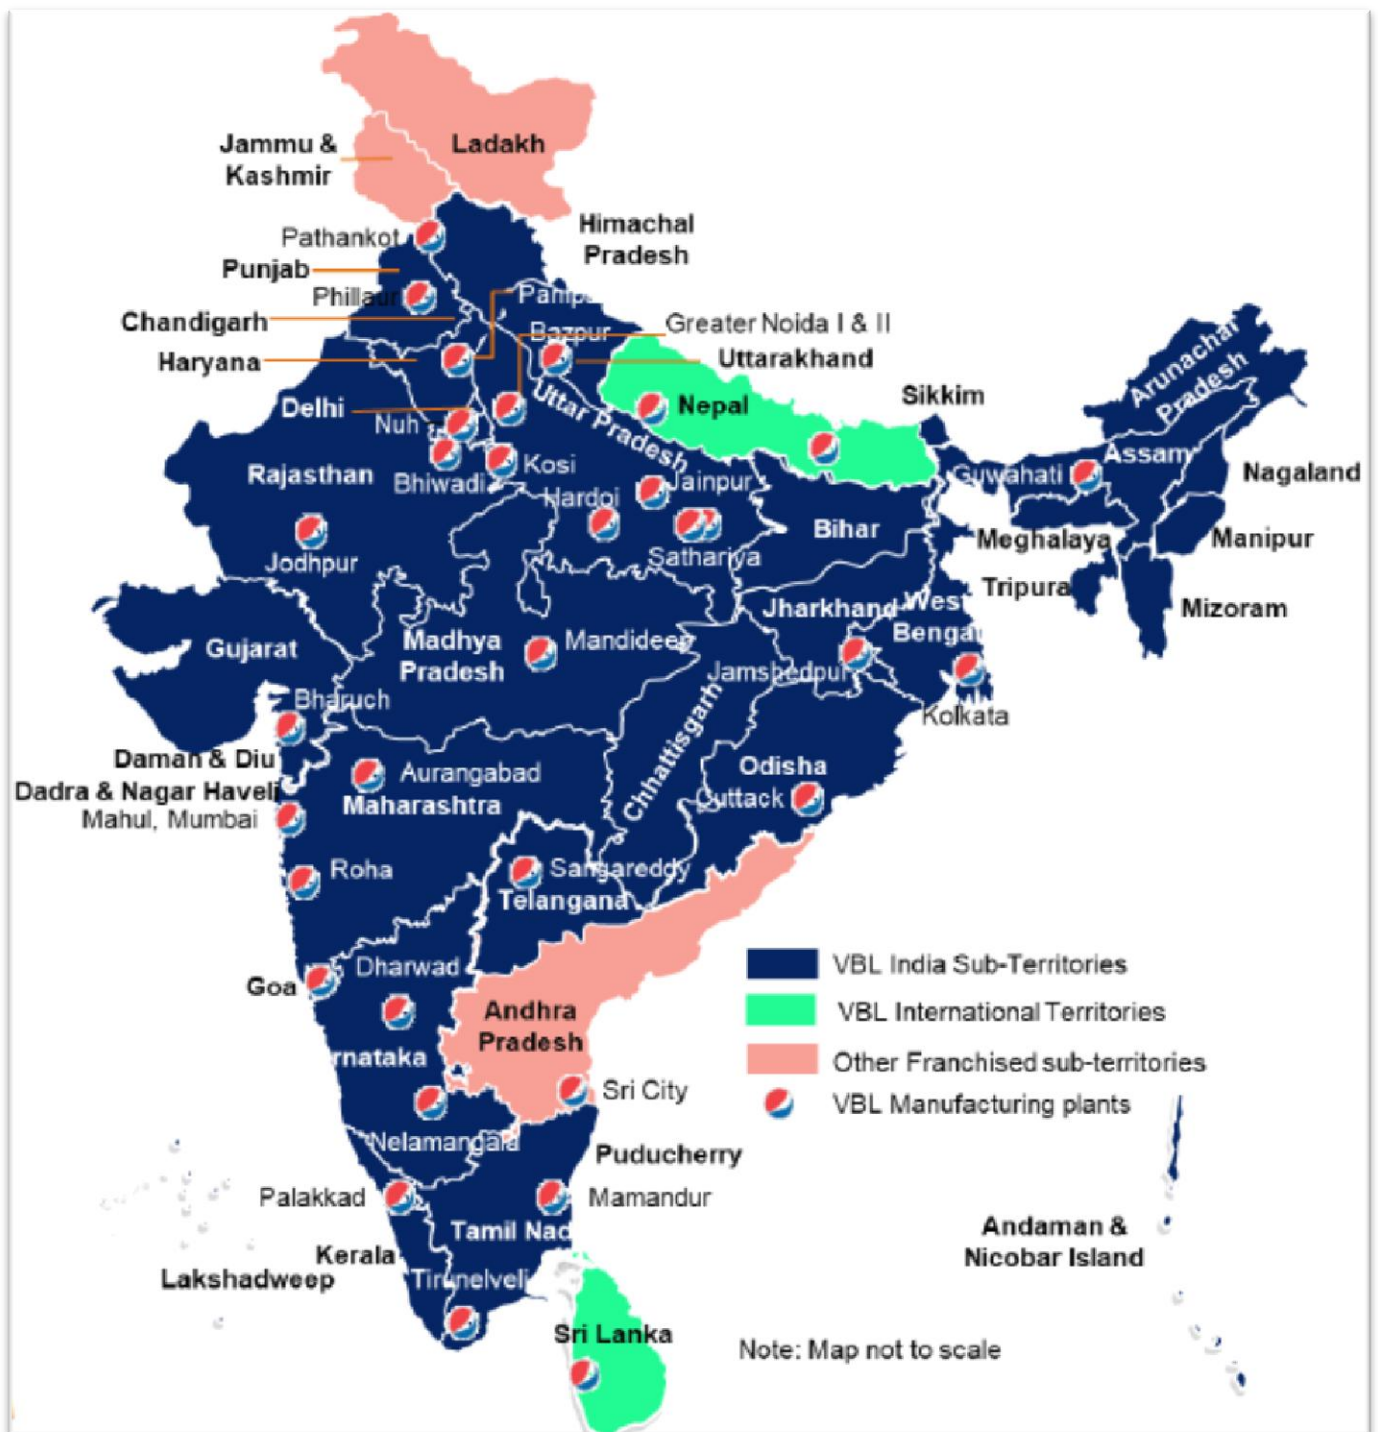 Jammu &
Kashmir
Ladakh
Himachal
Pradesh
Pathankot
Punjab
Phillaur
Chandigarh
Haryana
Bazpur
Greater Noida I & II
Uttarakhand
Delhi
Nuh
Uttar Pradesh
Nepal
Sikkim
Arunachal
Pradesh
Rajasthan
Bhiwadi
Kosi
Hardoi
Jainpur
Guwahati
Assam
Nagaland
Jodhpur
Sathariya
Bihar
Meghalaya
Manipur
Tripura
Mizoram
Gujarat
Madhya
Pradesh
Mandideep
Jharkhand
West
Jamshedpur
Kolkata
Bharuch
Chhattisgarh
Daman & Diu
Dadra & Nagar Haveli
Mahul, Mumbai
Aurangabad
Maharashtra
Odisha
Cuttack
Roha
Sangareddy
Telangana
Goa
Dharwad
Andhra
Pradesh
rnataka
Sri City
VBL India Sub-Territories
VBL International Territories
Other Franchised sub-territories
VBL Manufacturing plants
Nelamangala
Puducherry
Palakkad
Mamandur
Tamil Nad
Kerala
Lakshadweep
Tirunelveli
Andaman &
Nicobar Island
Sri Lanka
Note: Map not to scale